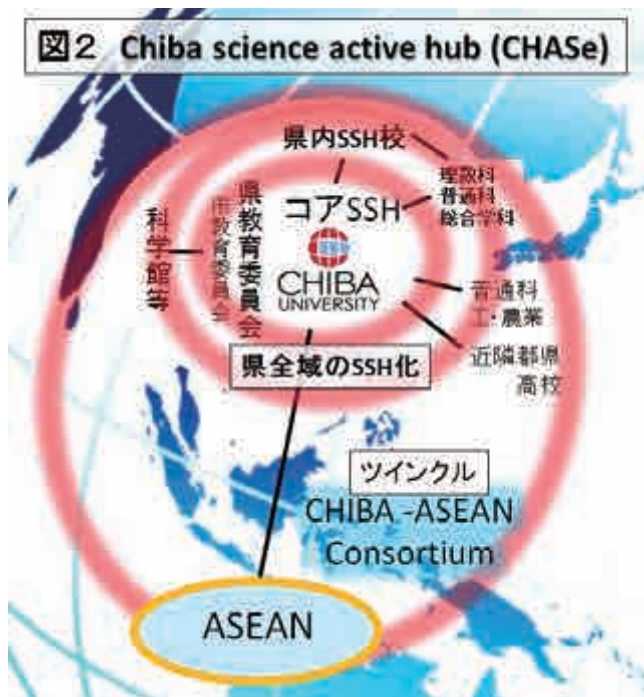 図2 Chiba science active hub (CHASe)
県内SSH校
理数科
普通科
総合学科
コアSSH
県教育委員会
市教育委員会
科学館等
CHIBA
UNIVERSITY
普通科
工・農業
近隣都県
高校
県全域のSSH化
ツインクル
CHIBA -ASEAN
Consortium
ASEAN